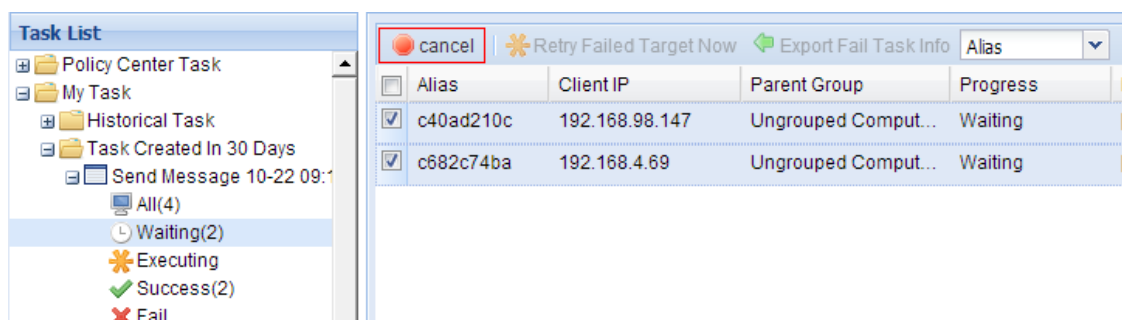 Task List
Policy Center Task
My Task
Historical Task
Task Created In 30 Days
Send Message 10-22 09:1
All(4)
Waiting(2)
Executing
Success(2)
Fail
cancel Retry Failed Target Now Export Fail Task Info Alias
Alias Client IP Parent Group Progress
c40ad210c 192.168.98.147 Ungrouped Comput... Waiting
c682c74ba 192.168.4.69 Ungrouped Comput... Waiting